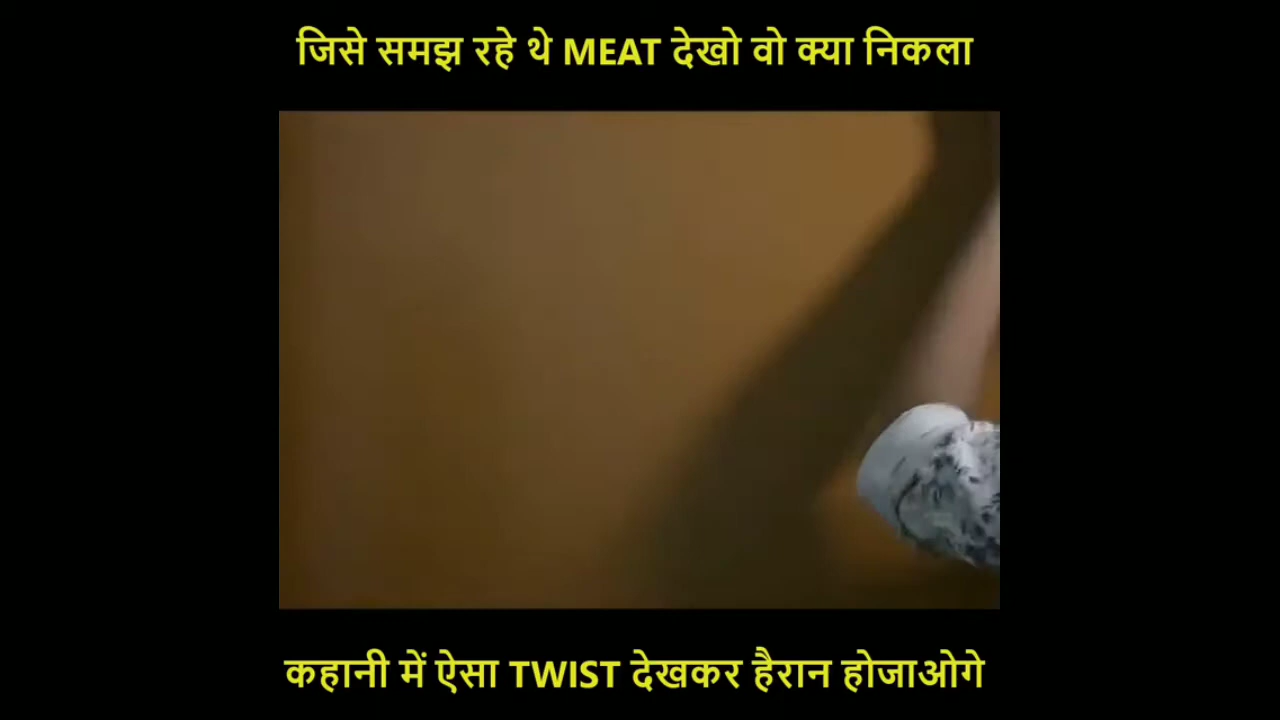 जिसे समझ रहे थे MEAT देखो वो क्या निकला
कहानी में ऐसा TWIST देखकर हैरान होजाओगे